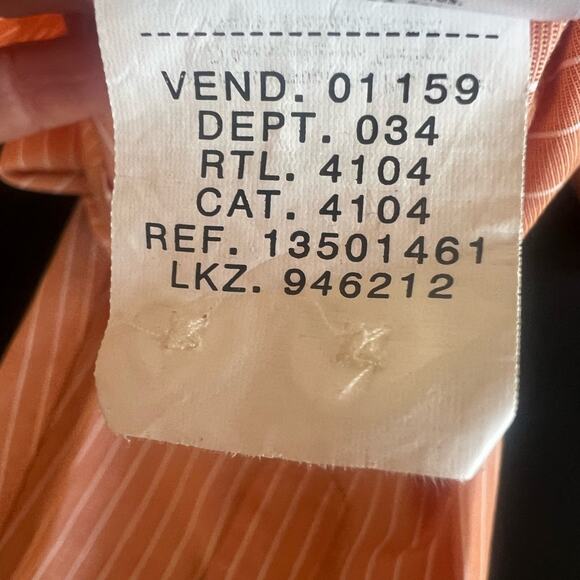 --------------------
VEND. 01159
DEPT. 034
RTL. 4104
CAT. 4104
REF. 13501461
LKZ. 946212